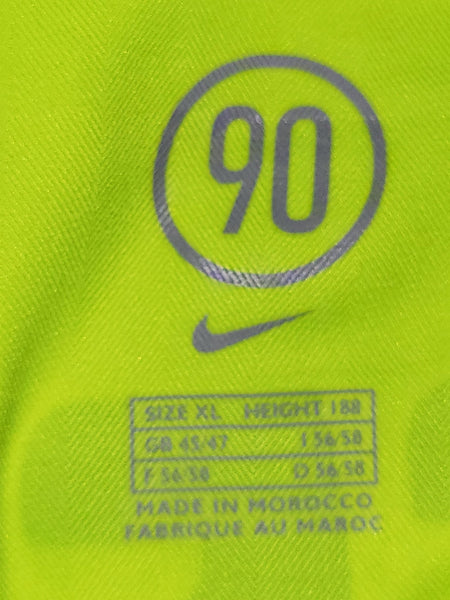 90
SIZE XL HEIGHT 188
GB 45/47 I 56/58
F 56/58 D 56/58
MADE IN MOROCCO
FABRIQUE AU MAROC